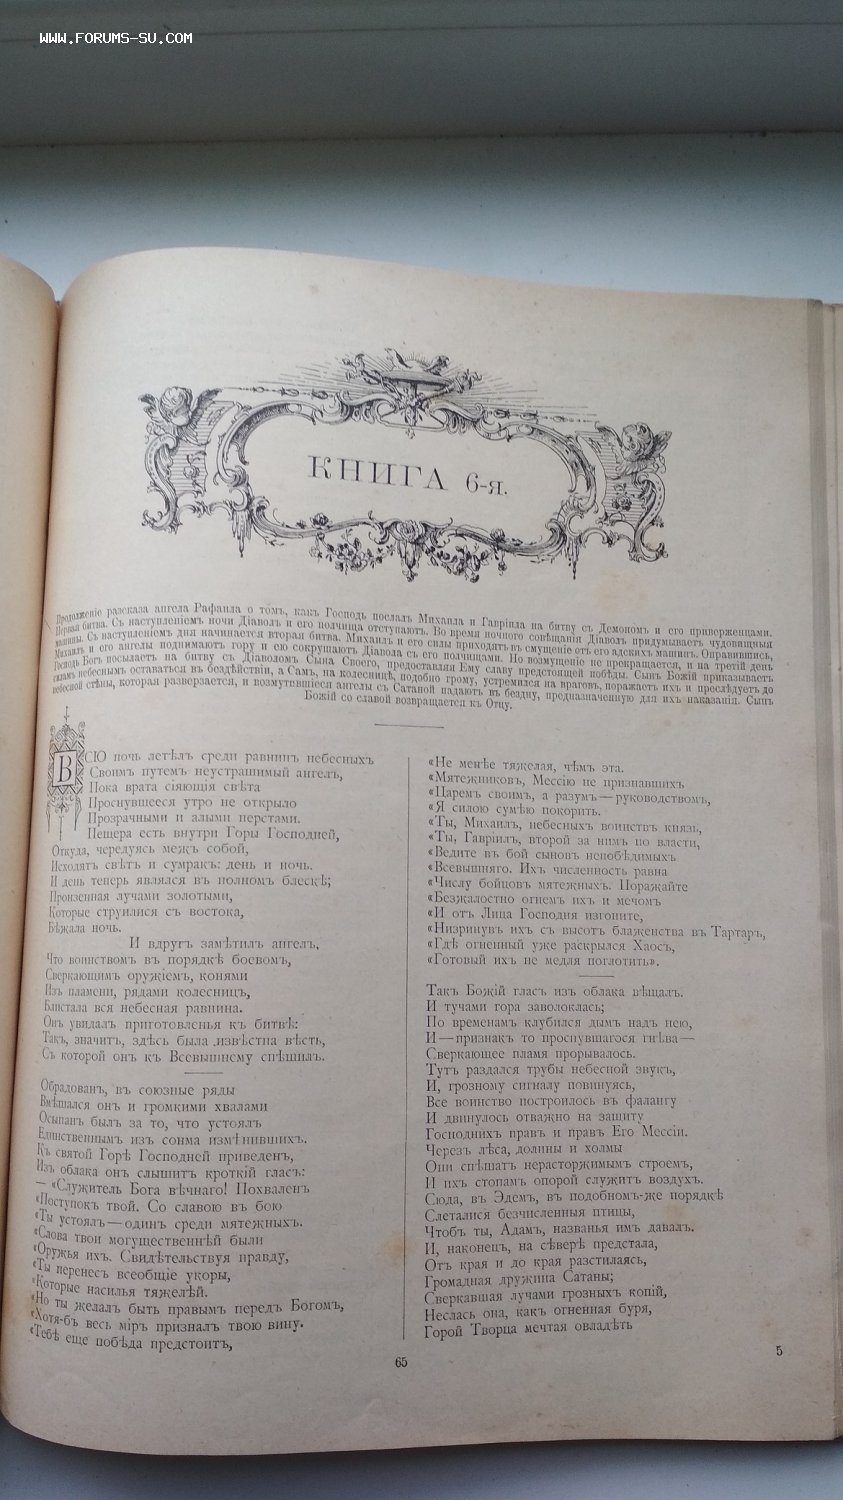 WWW.FORUMS-SU.COM
КНИГА 6-я.
Продолженіе разсказа ангела Рафаила о томъ, какъ Господь послалъ Михаила и Гавріила на битву съ Демономъ и его приверженцами.
Первая битва. Съ наступленіемъ ночи Діаволъ и его полчища отступаютъ. Во время ночного совѣщанія Діаволъ придумываетъ чудовищныя
машины. Съ наступленіемъ дня начинается вторая битва. Михаилъ и его силы приходятъ въ смущеніе отъ его адскихъ машинъ. Оправившись,
Михаилъ и его ангелы поднимаютъ гору и ею сокрушаютъ Діавола съ его полчищами. Но возмущеніе не прекращается, и на третій день
Господь Богъ посылаетъ на битву съ Діаволомъ Сына Своего, предоставляя Ему славу предстоящей побѣды. Сынъ Божій приказываетъ
силамъ небеснымъ оставаться въ бездѣйствіи, а Самъ, на колесницѣ, подобно грому, устремился на враговъ, поражаетъ ихъ и преслѣдуетъ до
небесной стѣны, которая разверзается, и возмутившіеся ангелы съ Сатаной падаютъ въ бездну, предназначенную для ихъ наказанія. Сынъ
Божій со славой возвращается къ Отцу.
ВСЮ ночь летѣлъ среди равнинъ небесныхъ
Своимъ путемъ неустрашимый ангелъ,
Пока врата сіяющія свѣта
Проснувшееся утро не открыло
Прозрачными и алыми перстами.
Пещера есть внутри Горы Господней,
Откуда, чередуясь межъ собой,
Исходятъ свѣтъ и сумракъ: день и ночь.
И день теперь являлся въ полномъ блескѣ;
Пронзенная лучами золотыми,
Которые струилися съ востока,
Бѣжала ночь.
И вдругъ замѣтилъ ангелъ,
Что воинствомъ въ порядкѣ боевомъ,
Сверкающимъ оружіемъ, конями
Изъ пламени, рядами колесницъ,
Блистала вся небесная равнина.
Онъ увидалъ приготовленья къ битвѣ:
Такъ, значитъ, здѣсь была извѣстна вѣсть,
Съ которой онъ къ Всевышнему спѣшилъ.
Обрадованъ, въ союзные ряды
Вмѣшался онъ и громкими хвалами
Осыпанъ былъ за то, что устоялъ
Единственнымъ изъ сонма измѣнившихъ.
Къ святой Горѣ Господней приведенъ,
Изъ облака онъ слышитъ кроткій гласъ:
— «Служитель Бога вѣчнаго! Похваленъ
«Поступокъ твой. Со славою въ бою
«Ты устоялъ—одинъ среди мятежныхъ.
«Слова твои могущественнѣй были
«Оружья ихъ. Свидѣтельствуя правду,
«Ты перенесъ всеобщіе укоры,
«Которые насилья тяжелѣй.
«Но ты желалъ быть правымъ передъ Богомъ,
«Хотя-бъ весь міръ призналъ твою вину.
«Тебѣ еще побѣда предстоитъ,
«Не менѣе тяжелая, чѣмъ эта.
«Мятежниковъ, Мессію не признавшихъ
«Царемъ своимъ, а разумъ—руководствомъ,
«Я силою сумѣю покорить.
«Ты, Михаилъ, небесныхъ воинствъ князь,
«Ты, Гавріилъ, второй за нимъ по власти,
«Ведите въ бой сыновъ непобѣдимыхъ
«Всевышняго. Ихъ численность равна
«Числу бойцовъ мятежныхъ. Поражайте
«Безжалостно огнемъ ихъ и мечомъ
«И отъ Лица Господня изгоните,
«Низринувъ ихъ съ высотъ блаженства въ Тартаръ,
«Гдѣ огненный уже раскрылся Хаосъ,
«Готовый ихъ не медля поглотить».
Такъ Божій гласъ изъ облака вѣщалъ.
И тучами гора заволоклась;
По временамъ клубился дымъ надъ нею,
И—признакъ то проснувшагося гнѣва—
Сверкающее пламя прорывалось.
Тутъ раздался трубы небесной звукъ,
И, грозному сигналу повинуясь,
Все воинство построилось въ фалангу
И двинулось отважно на защиту
Господнихъ правъ и правъ Его Мессіи.
Черезъ лѣса, долины и холмы
Они спѣшатъ нерасторжимымъ строемъ,
И ихъ стопамъ опорой служитъ воздухъ.
Сюда, въ Эдемъ, въ подобномъ-же порядкѣ
Слеталися безчисленныя птицы,
Чтобъ ты, Адамъ, названья имъ давалъ.
И, наконецъ, на сѣверѣ предстала,
Отъ края и до края разстилаясь,
Громадная дружина Сатаны;
Сверкавшая лучами грозныхъ копій,
Неслась она, какъ огненная буря,
Горой Творца мечтая овладѣть
65
5